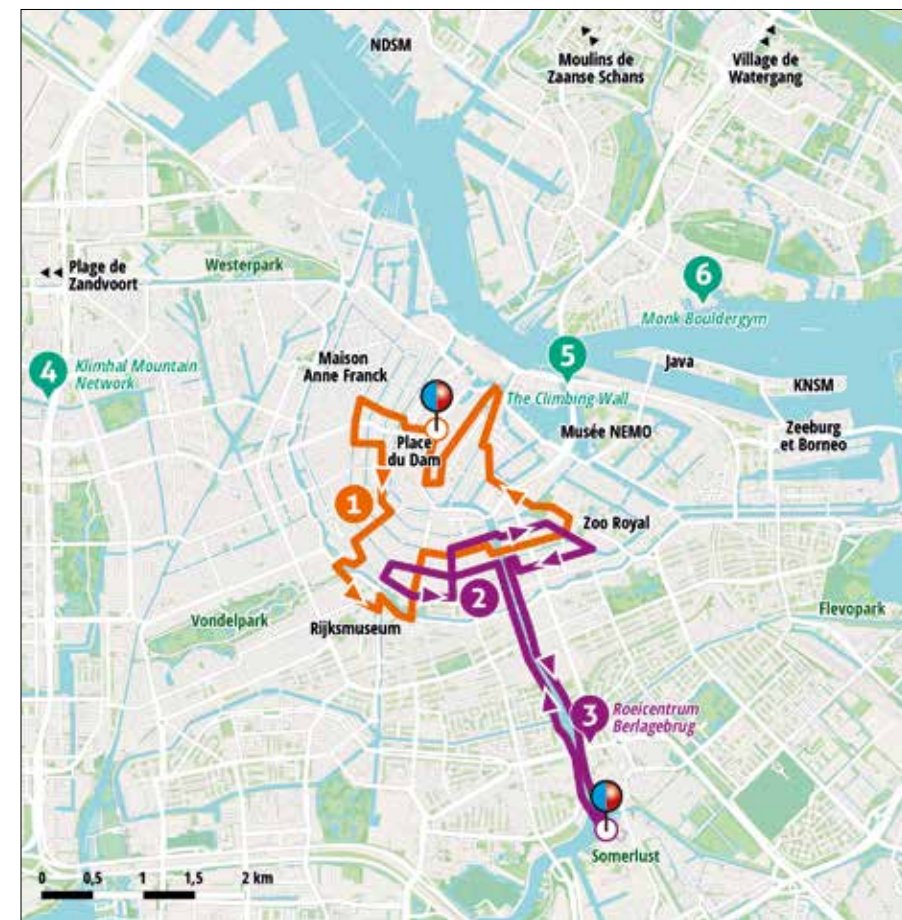 NDSM
Moulins de
Zaanse Schans
Village de
Watergang
Plage de
Zandvoort
Westerpark
6
Monk Bouldergym
4
Klimhal Mountain
Network
Maison
Anne Franck
5
The Climbing Wall
Java
KNSM
Musée NEMO
Zeeburg
et Borneo
Place
du Dam
1
Zoo Royal
2
Vondelpark
Rijksmuseum
Flevopark
3
Roeicentrum
Berlagebrug
Somerlust
0 0,5 1 1,5 2 km